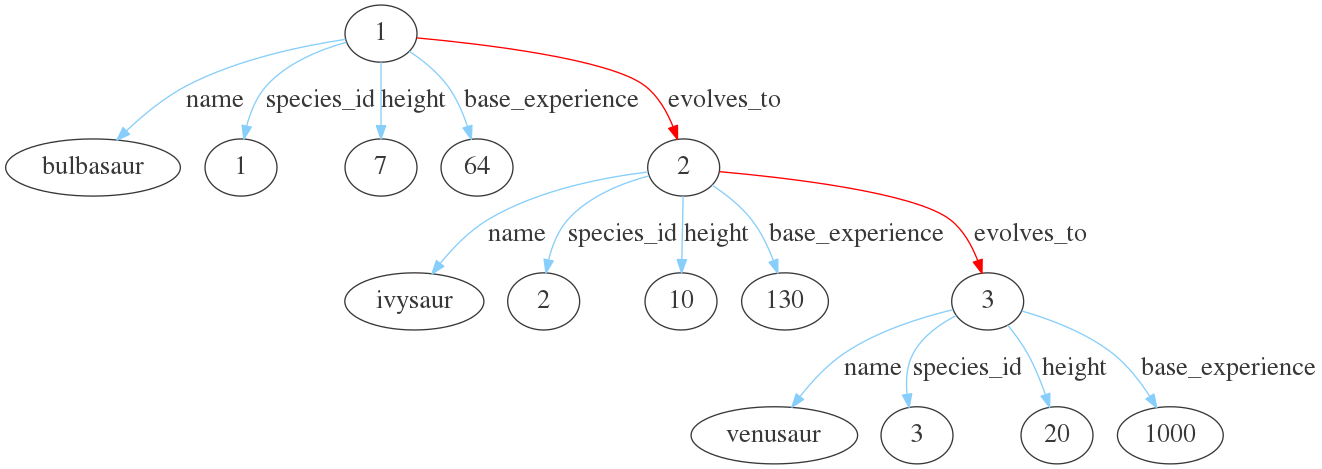 1
name species_id height base_experience evolves_to
bulbasaur 1 7 64 2
name species_id height base_experience evolves_to
ivysaur 2 10 130 3
name species_id height base_experience
venusaur 3 20 1000